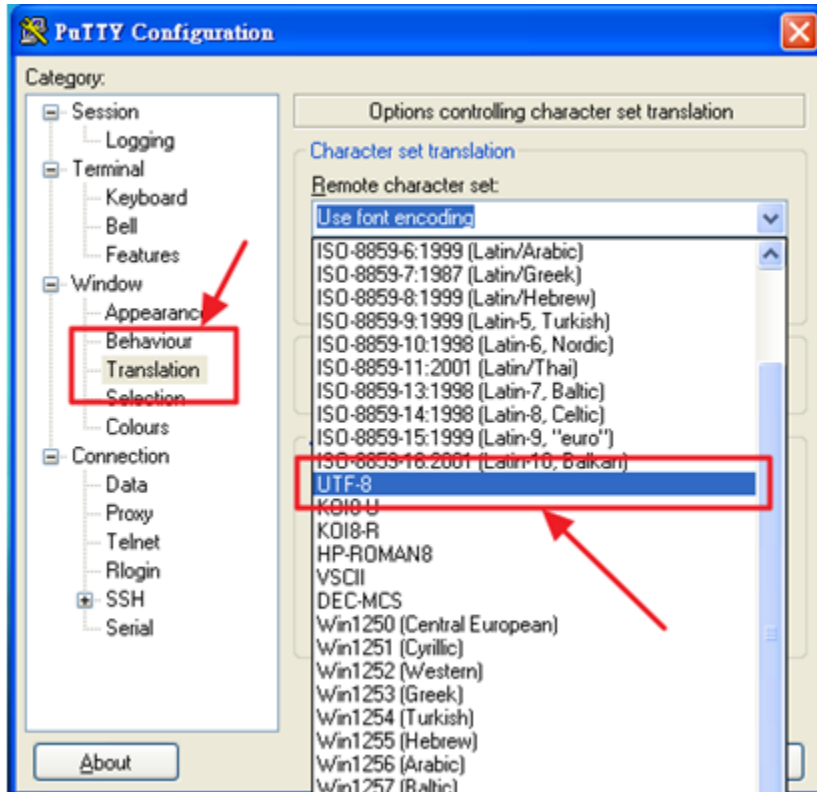 PuTTY Configuration
Category:
Session
Logging
Terminal
Keyboard
Bell
Features
Window
Appearance
Behaviour
Translation
Selection
Colours
Connection
Data
Proxy
Telnet
Rlogin
SSH
Serial
About
Options controlling character set translation
Character set translation
Remote character set:
Use font encoding
ISO-8859-6:1999 (Latin/Arabic)
ISO-8859-7:1987 (Latin/Greek)
ISO-8859-8:1999 (Latin/Hebrew)
ISO-8859-9:1999 (Latin-5, Turkish)
ISO-8859-10:1998 (Latin-6, Nordic)
ISO-8859-11:2001 (Latin/Thai)
ISO-8859-13:1998 (Latin-7, Baltic)
ISO-8859-14:1998 (Latin-8, Celtic)
ISO-8859-15:1999 (Latin-9, "euro")
ISO-8859-16:2001 (Latin-10, Balkan)
UTF-8
KOI8-U
KOI8-R
HP-ROMAN8
VSCII
DEC-MCS
Win1250 (Central European)
Win1251 (Cyrillic)
Win1252 (Western)
Win1253 (Greek)
Win1254 (Turkish)
Win1255 (Hebrew)
Win1256 (Arabic)
Win1257 (Baltic)